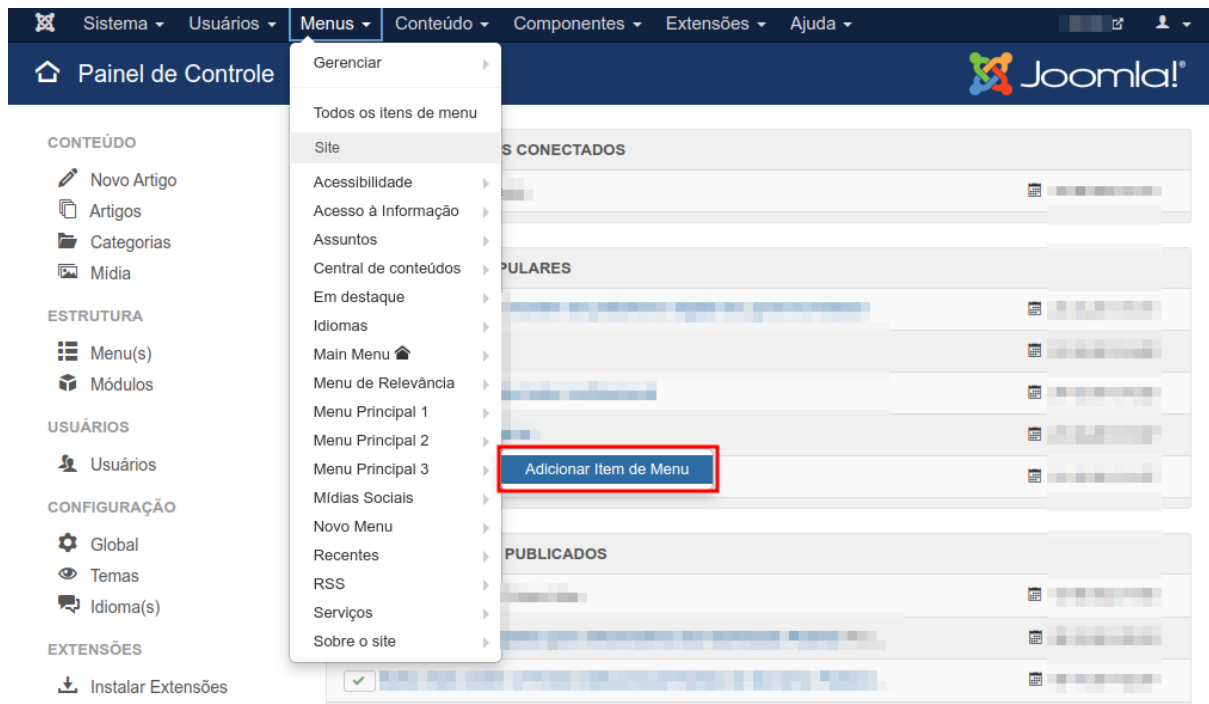 Sistema Usuários Menus Conteúdo Componentes Extensões Ajuda
Painel de Controle
Joomla!®
Gerenciar
Todos os itens de menu
Site
Acessibilidade
Acesso à Informação
Assuntos
Central de conteúdos
Em destaque
Idiomas
Main Menu
Menu de Relevância
Menu Principal 1
Menu Principal 2
Menu Principal 3
Adicionar Item de Menu
Mídias Sociais
Novo Menu
Recentes
RSS
Serviços
Sobre o site
CONTEÚDO
Novo Artigo
Artigos
Categorias
Mídia
ESTRUTURA
Menu(s)
Módulos
USUÁRIOS
Usuários
CONFIGURAÇÃO
Global
Temas
Idioma(s)
EXTENSÕES
Instalar Extensões
S CONECTADOS
PULARES
PUBLICADOS